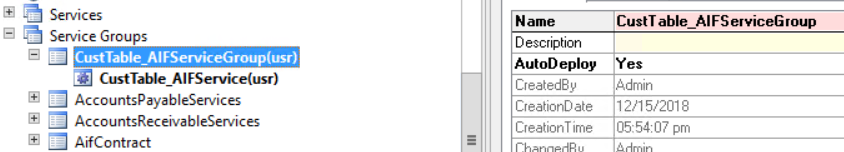 Services
Service Groups
CustTable_AIFServiceGroup(usr)
CustTable_AIFService(usr)
AccountsPayableServices
AccountsReceivableServices
AifContract
Name CustTable_AIFServiceGroup
Description
AutoDeploy Yes
CreatedBy Admin
CreationDate 12/15/2018
CreationTime 05:54:07 pm
ChangedBy Admin